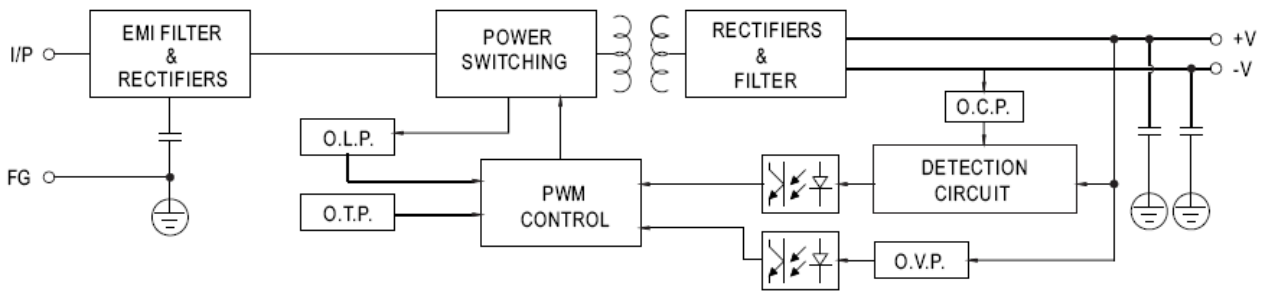 I/P
EMI FILTER
&
RECTIFIERS
POWER
SWITCHING
RECTIFIERS
&
FILTER
+V
-V
O.C.P.
O.L.P.
DETECTION
CIRCUIT
FG
PWM
CONTROL
O.T.P.
O.V.P.